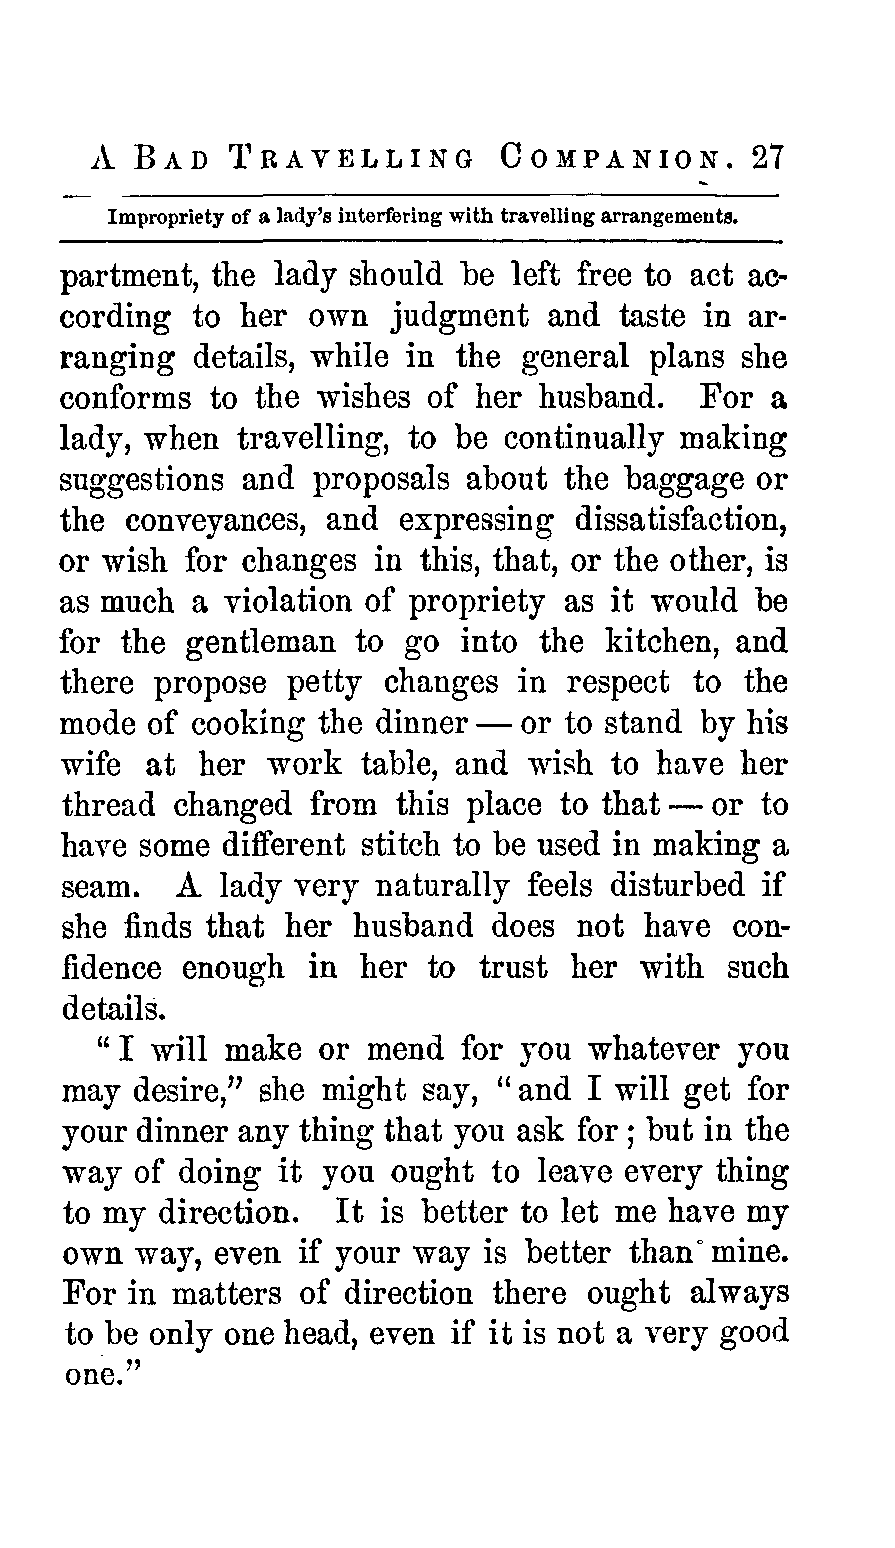 A BAD TRAVELLING COMPANION. 27
Impropriety of a lady's interfering with travelling arrangements.
partment, the lady should be left free to act ac-
cording to her own judgment and taste in ar-
ranging details, while in the general plans she
conforms to the wishes of her husband. For a
lady, when travelling, to be continually making
suggestions and proposals about the baggage or
the conveyances, and expressing dissatisfaction,
or wish for changes in this, that, or the other, is
as much a violation of propriety as it would be
for the gentleman to go into the kitchen, and
there propose petty changes in respect to the
mode of cooking the dinner — or to stand by his
wife at her work table, and wish to have her
thread changed from this place to that — or to
have some different stitch to be used in making a
seam. A lady very naturally feels disturbed if
she finds that her husband does not have con-
fidence enough in her to trust her with such
details.
"I will make or mend for you whatever you
may desire," she might say, "and I will get for
your dinner any thing that you ask for; but in the
way of doing it you ought to leave every thing
to my direction. It is better to let me have my
own way, even if your way is better than mine.
For in matters of direction there ought always
to be only one head, even if it is not a very good
one."